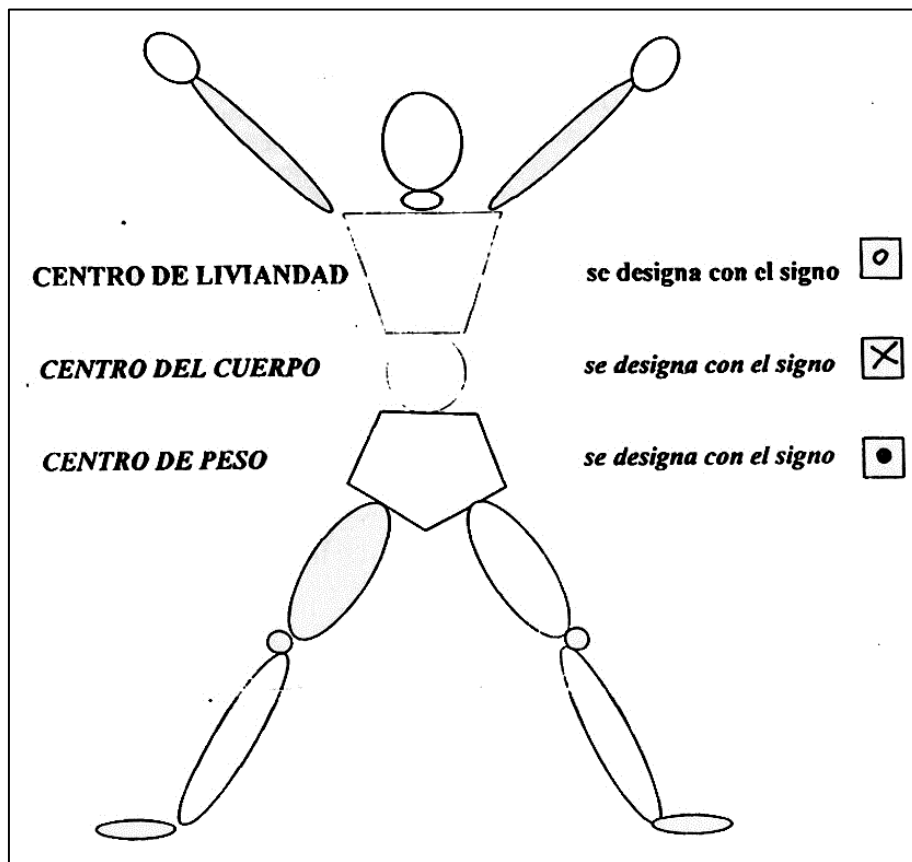 CENTRO DE LIVIANDAD se designa con el signo
CENTRO DEL CUERPO se designa con el signo
CENTRO DE PESO se designa con el signo